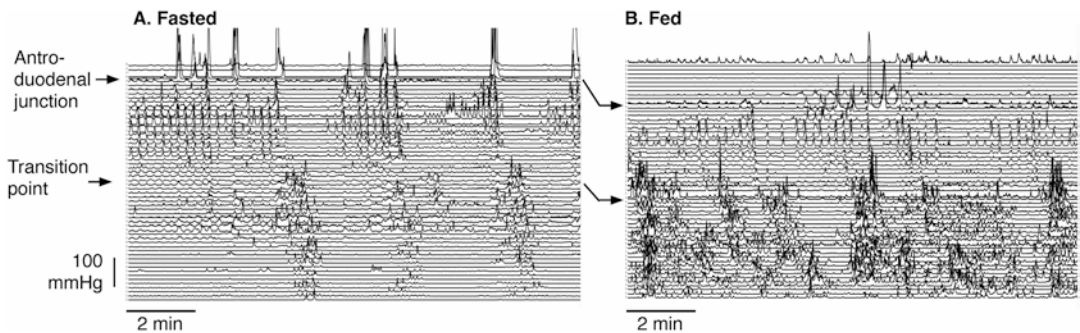 A. Fasted
B. Fed
Antro-
duodenal
junction
Transition
point
100
mmHg
2 min
2 min